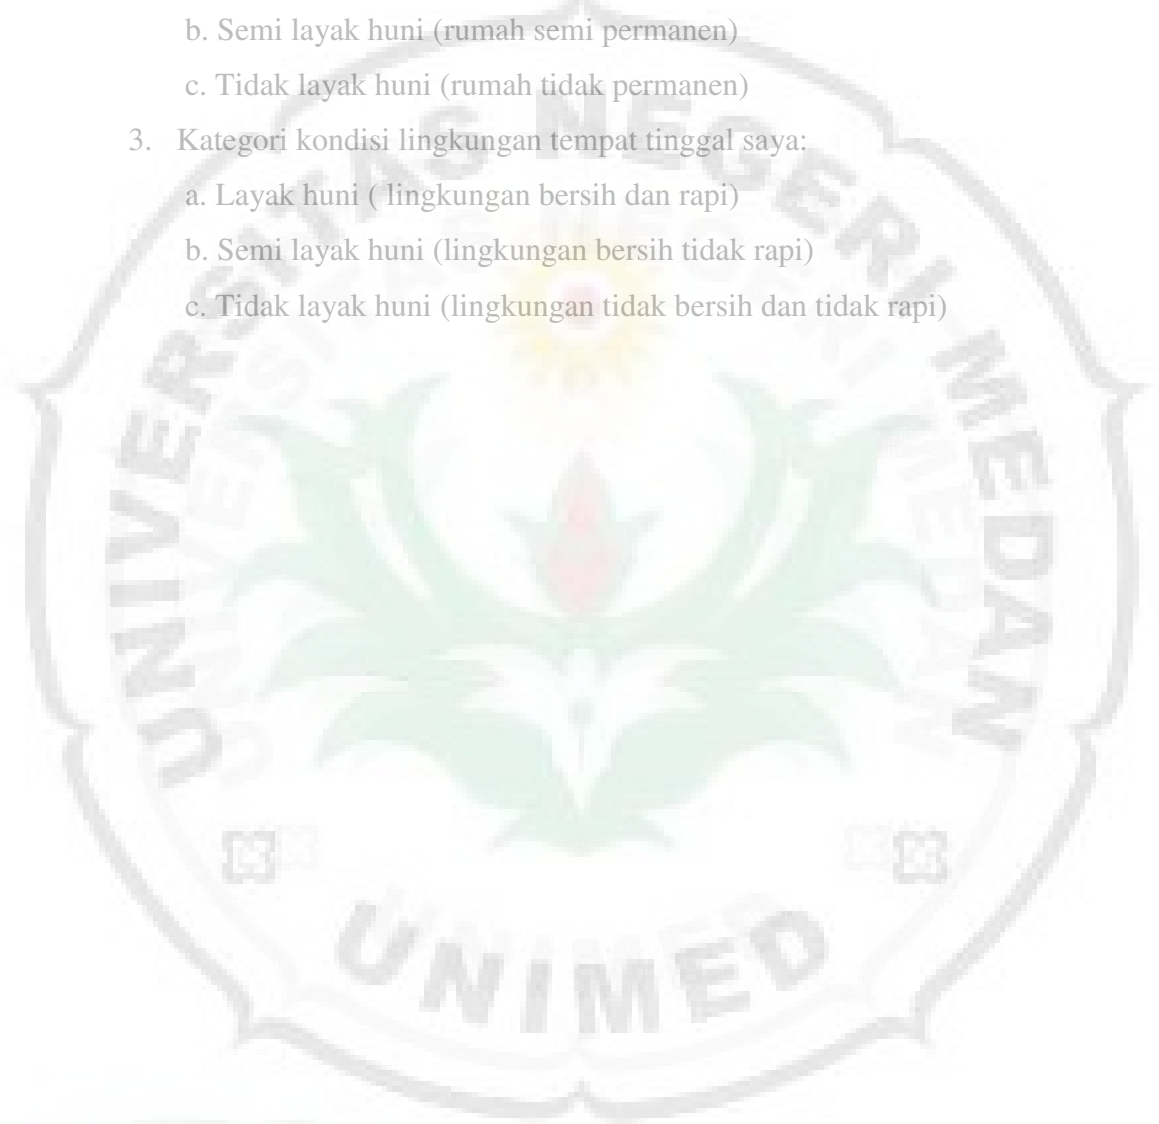 b. Semi layak huni (rumah semi permanen)
c. Tidak layak huni (rumah tidak permanen)
3. Kategori kondisi lingkungan tempat tinggal saya:
a. Layak huni ( lingkungan bersih dan rapi)
b. Semi layak huni (lingkungan bersih tidak rapi)
c. Tidak layak huni (lingkungan tidak bersih dan tidak rapi)
UNIVERSITAS NEGERI MEDAN
UNIMED